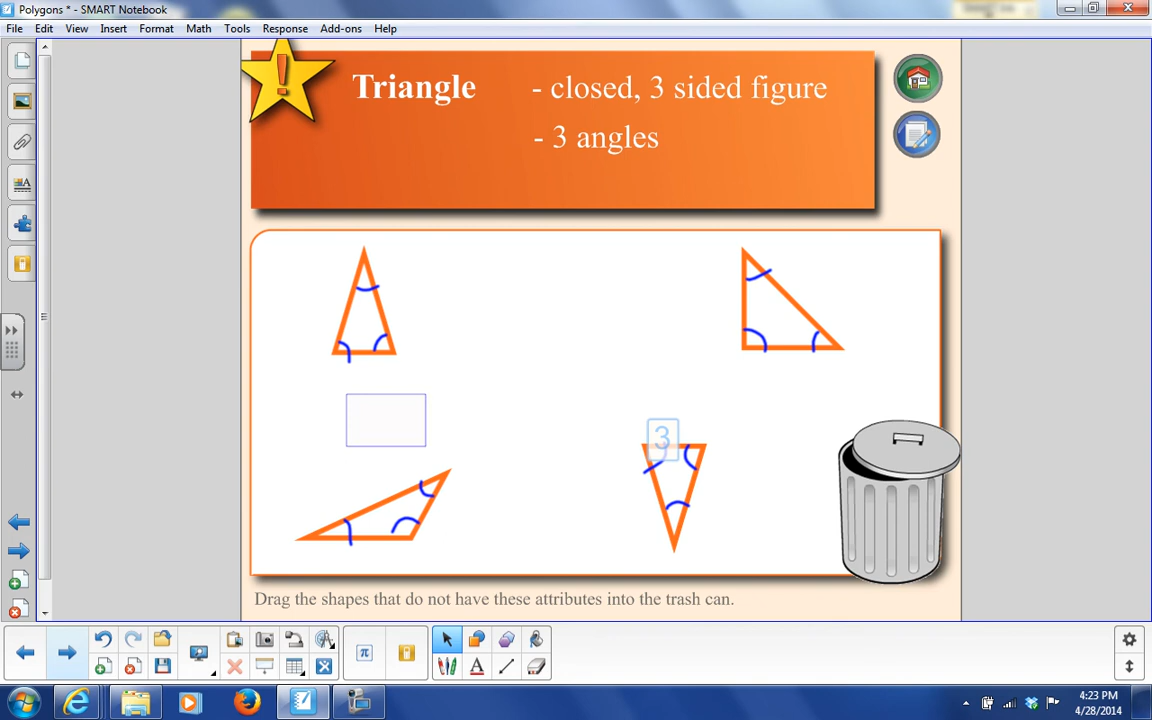 Polygons * - SMART Notebook
File Edit View Insert Format Math Tools Response Add-ons Help
! Triangle - closed, 3 sided figure
- 3 angles
3
Drag the shapes that do not have these attributes into the trash can.
π A
4:23 PM
4/28/2014